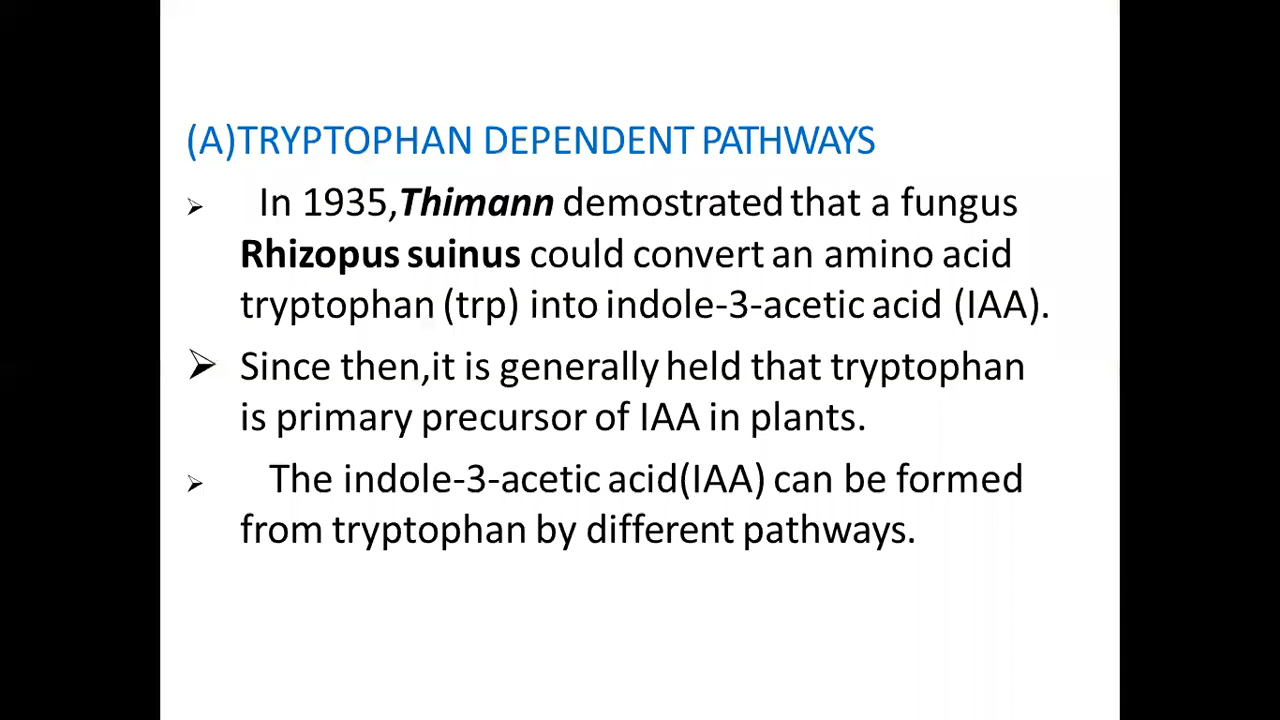 (A)TRYPTOPHAN DEPENDENT PATHWAYS
➢ In 1935,Thimann demostrated that a fungus
Rhizopus suinus could convert an amino acid
tryptophan (trp) into indole-3-acetic acid (IAA).
➢ Since then,it is generally held that tryptophan
is primary precursor of IAA in plants.
➢ The indole-3-acetic acid(IAA) can be formed
from tryptophan by different pathways.